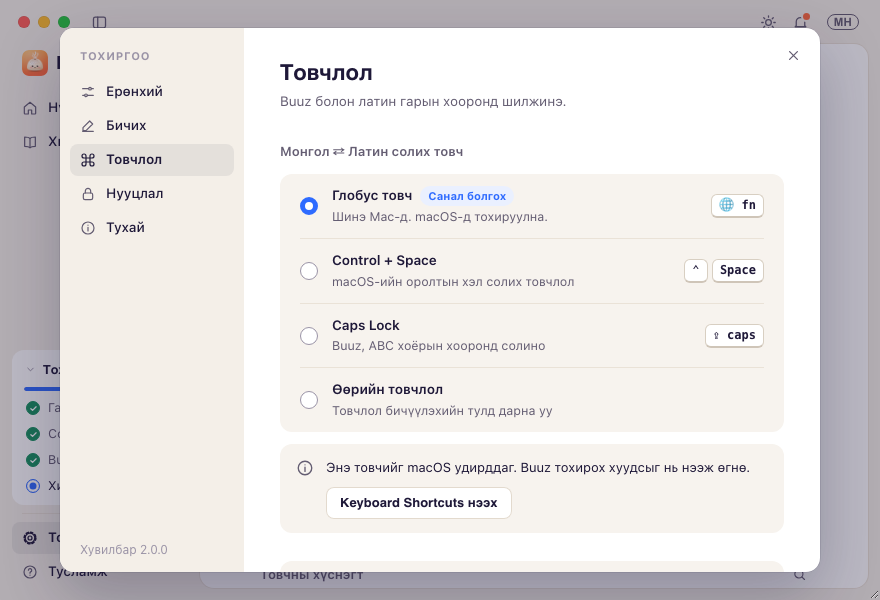 MH
ТОХИРГОО
Ерөнхий
Бичих
Товчлол
Нууцлал
Тухай
Хувилбар 2.0.0
Товчлол
Buuz болон латин гарын хооронд шилжинэ.
Монгол ⇄ Латин солих товч
Глобус товч Санал болгох
Шинэ Mac-д. macOS-д тохируулна.
🌐 fn
Control + Space
macOS-ийн оролтын хэл солих товчлол
^ Space
Caps Lock
Buuz, ABC хоёрын хооронд солино
⇪ caps
Өөрийн товчлол
Товчлол бичүүлэхийн тулд дарна уу
Энэ товчийг macOS удирддаг. Buuz тохирох хуудсыг нь нээж өгнө.
Keyboard Shortcuts нээх
Тусламж
Товчны хүснэгт